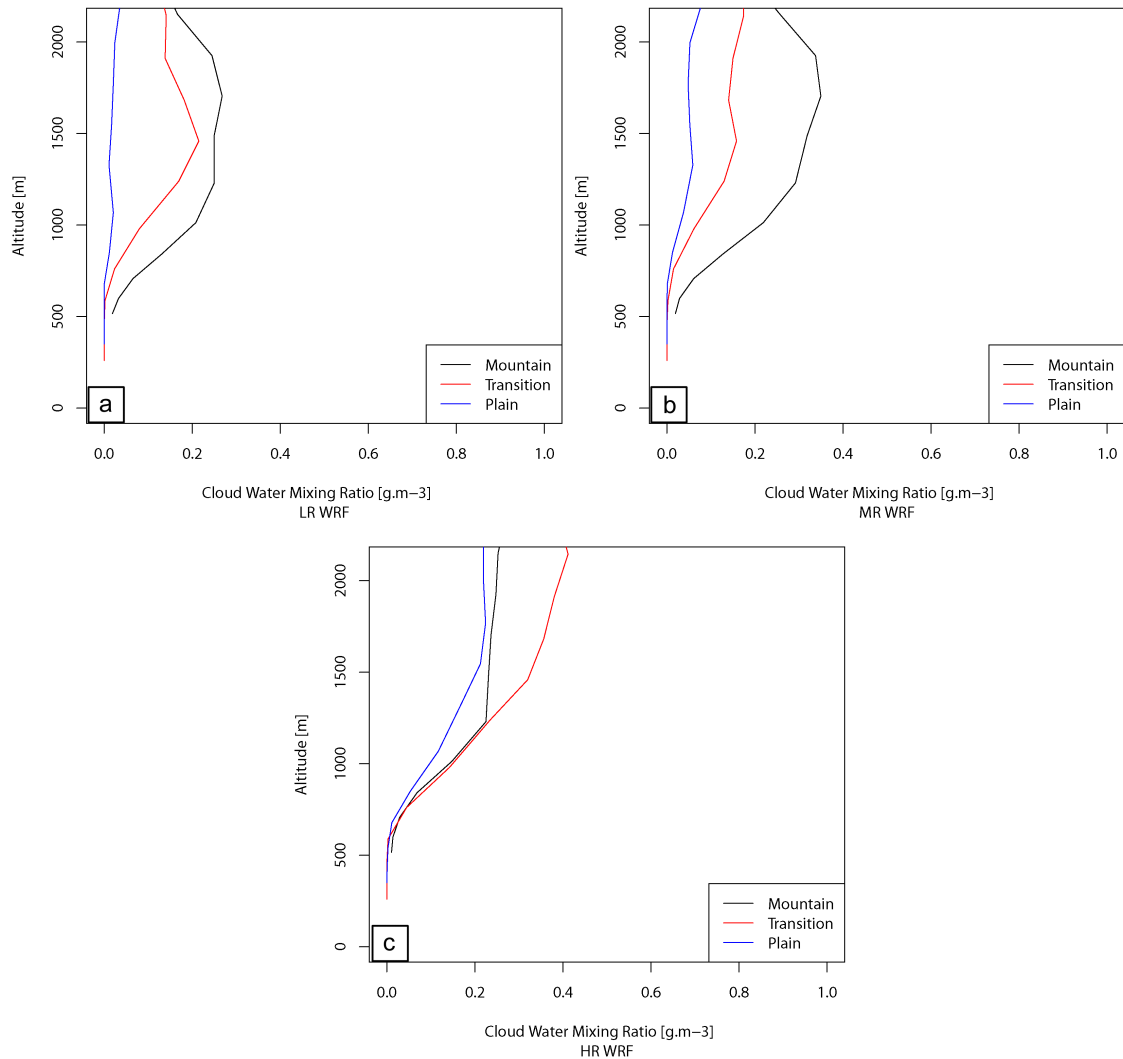 2000
1500
1000
500
0
Altitude [m]
Mountain
Transition
Plain
a
0.0 0.2 0.4 0.6 0.8 1.0
Cloud Water Mixing Ratio [g.m−3]
LR WRF
2000
1500
1000
500
0
Altitude [m]
Mountain
Transition
Plain
b
0.0 0.2 0.4 0.6 0.8 1.0
Cloud Water Mixing Ratio [g.m−3]
MR WRF
2000
1500
1000
500
0
Altitude [m]
Mountain
Transition
Plain
c
0.0 0.2 0.4 0.6 0.8 1.0
Cloud Water Mixing Ratio [g.m−3]
HR WRF